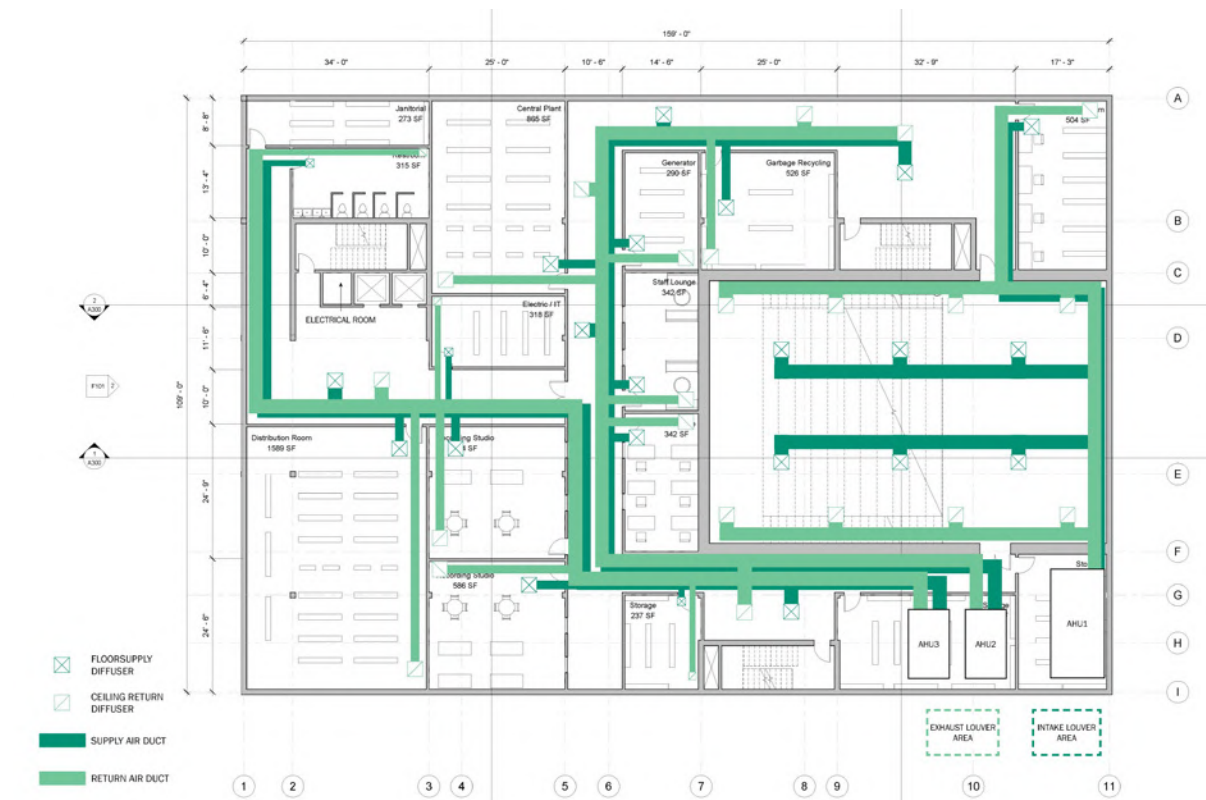 159' - 0"
34' - 0"
25' - 0"
10' - 6"
14' - 6"
25' - 0"
32' - 9"
17' - 3"
A
Janitorial
273 SF
Central Plant
865 SF
504 SF
8' - 8"
315 SF
Generator
290 SF
Garbage Recycling
526 SF
13' - 4"
B
10' - 0"
C
6' - 4"
Staff Lounge
342 SF
2
A300
Electric / IT
318 SF
ELECTRICAL ROOM
11' - 6"
D
F101
2
109' - 0"
10' - 0"
342 SF
Distribution Room
1589 SF
Studio
SF
1
A300
E
24' - 9"
F
Studio
586 SF
G
Storage
237 SF
24' - 6"
H
AHU3
AHU2
AHU1
I
FLOORSUPPLY
DIFFUSER
CEILING RETURN
DIFFUSER
SUPPLY AIR DUCT
RETURN AIR DUCT
EXHAUST LOUVER
AREA
INTAKE LOUVER
AREA
1
2
3
4
5
6
7
8
9
10
11